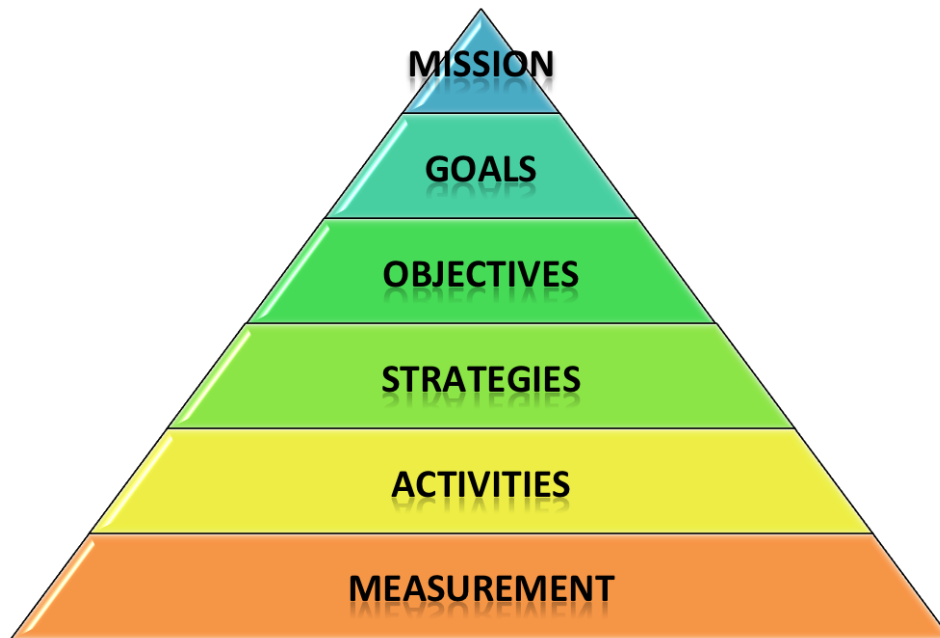 MISSION
GOALS
OBJECTIVES
STRATEGIES
ACTIVITIES
MEASUREMENT